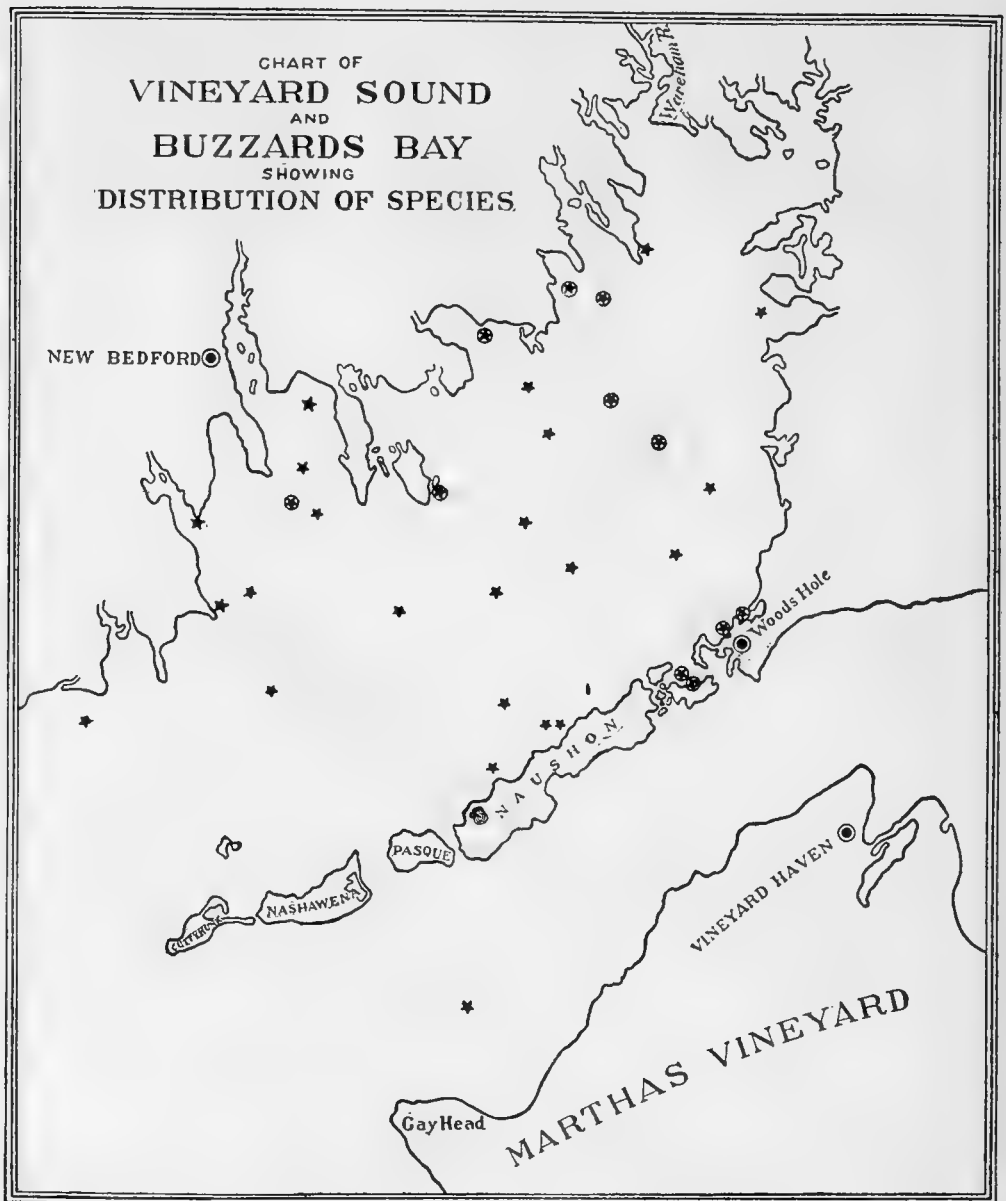 CHART OF
VINEYARD SOUND
AND
BUZZARDS BAY
SHOWING
DISTRIBUTION OF SPECIES.
Wareham R.
NEW BEDFORD
Woods Hole
NAUSHON
PASQUE
NASHAWENA
CUTTYHUNK
VINEYARD HAVEN
MARTHAS VINEYARD
Gay Head